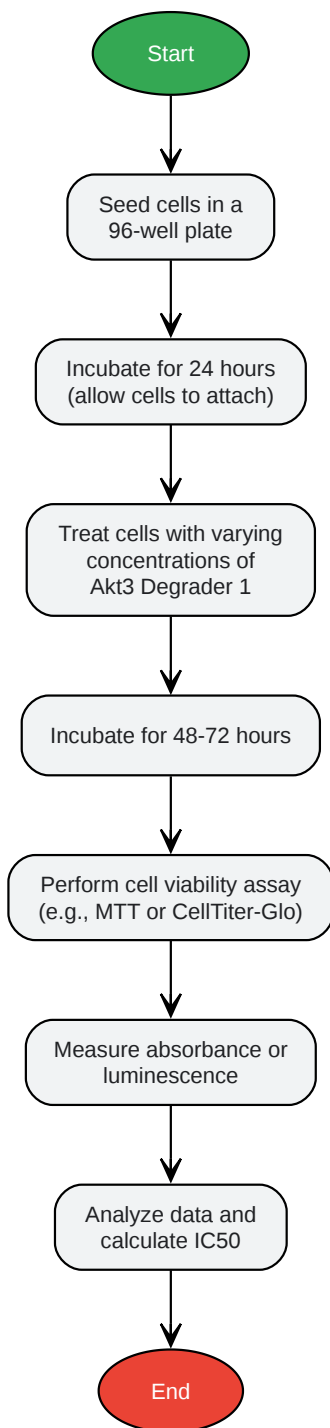 Start
Seed cells in a
96-well plate
Incubate for 24 hours
(allow cells to attach)
Treat cells with varying
concentrations of
Akt3 Degrader 1
Incubate for 48-72 hours
Perform cell viability assay
(e.g., MTT or CellTiter-Glo)
Measure absorbance or
luminescence
Analyze data and
calculate IC50
End